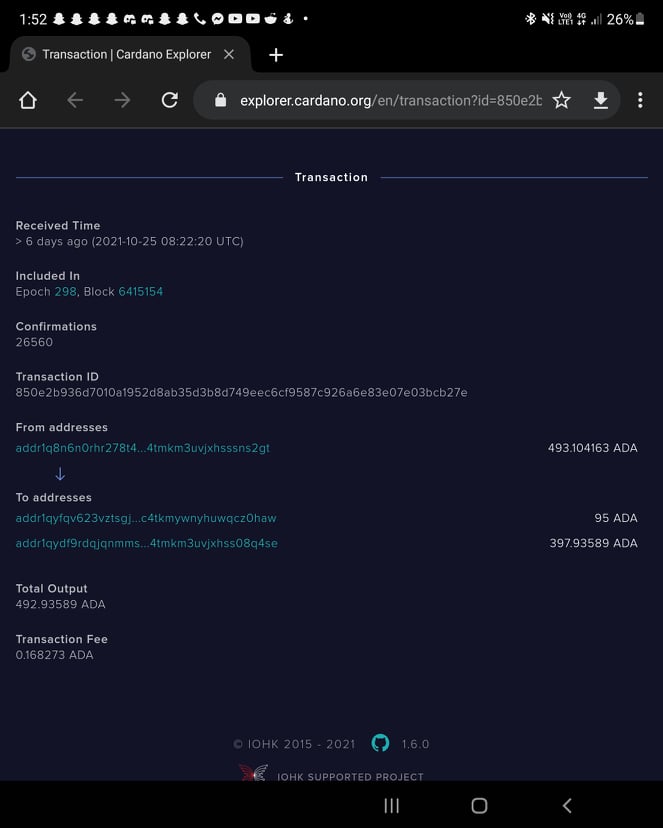 1:52
Voi) 4G
LTE1
26%
Transaction | Cardano Explorer
explorer.cardano.org/en/transaction?id=850e2b
Transaction
Received Time
> 6 days ago (2021-10-25 08:22:20 UTC)
Included In
Epoch 298, Block 6415154
Confirmations
26560
Transaction ID
850e2b936d7010a1952d8ab35d3b8d749eec6cf9587c926a6e83e07e03bcb27e
From addresses
addr1q8n6n0rhr278t4...4tmkm3uvjxhsssns2gt 493.104163 ADA
To addresses
addr1qyfqv623vztsgj...c4tkmywnyhuwqcz0haw 95 ADA
addr1qydf9rdqjqnmms...4tmkm3uvjxhss08q4se 397.93589 ADA
Total Output
492.93589 ADA
Transaction Fee
0.168273 ADA
© IOHK 2015 - 2021 1.6.0
IOHK SUPPORTED PROJECT